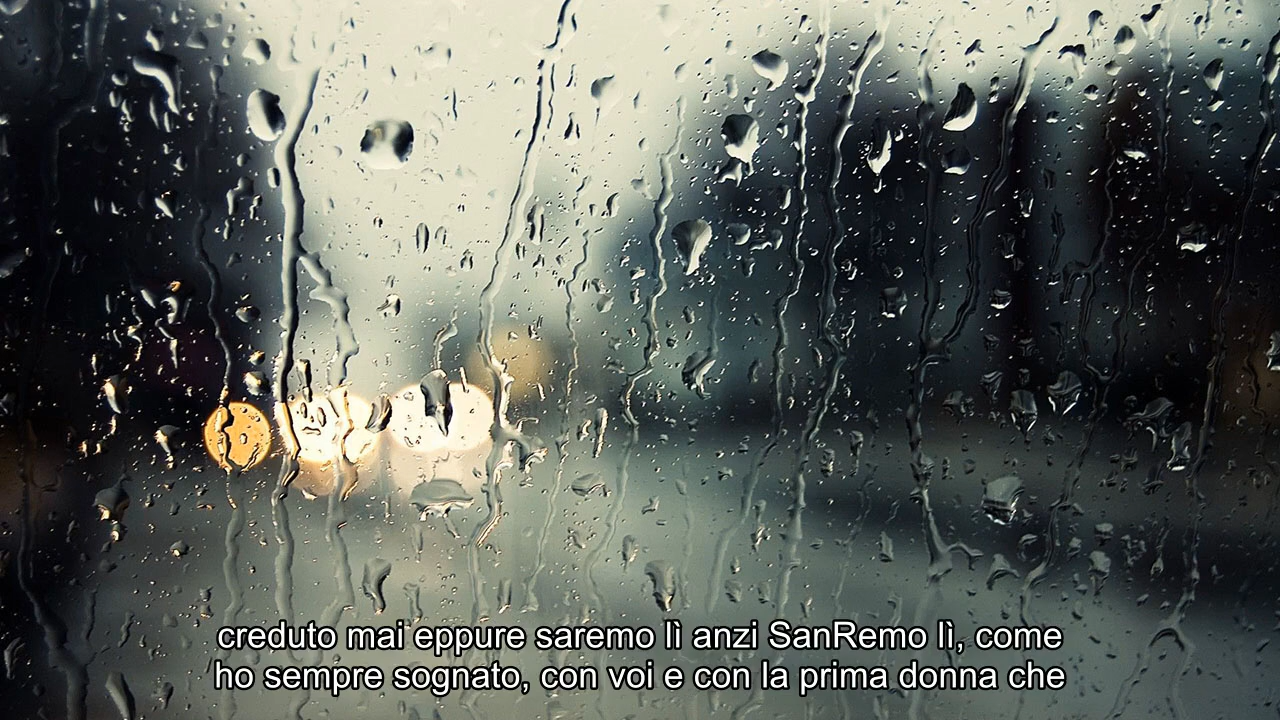 creduto mai eppure saremo lì anzi SanRemo lì, come
ho sempre sognato, con voi e con la prima donna che